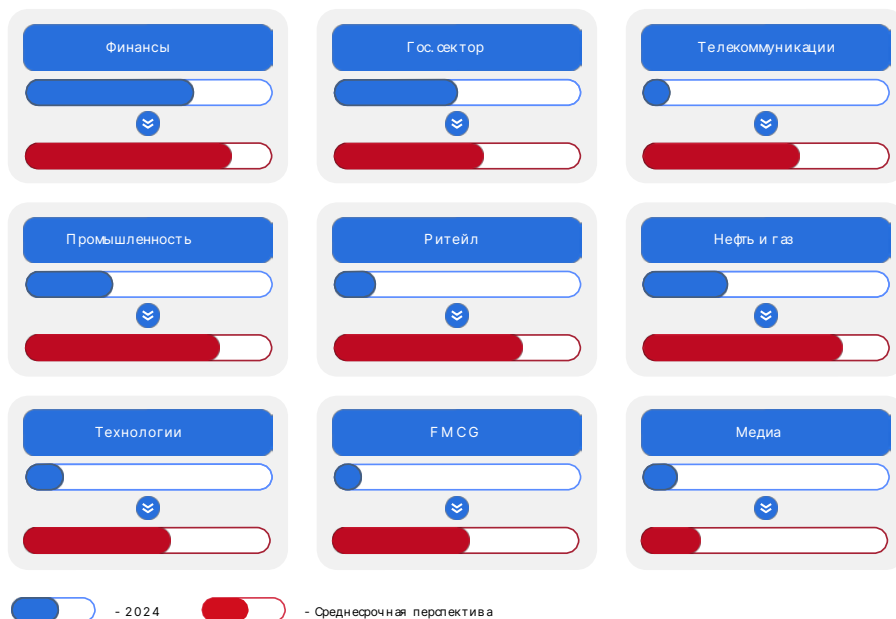 Финансы
Гос. сектор
Телекоммуникации
Промышленность
Ритейл
Нефть и газ
Технологии
FMCG
Медиа
- 2024
- Среднесрочная перспектива